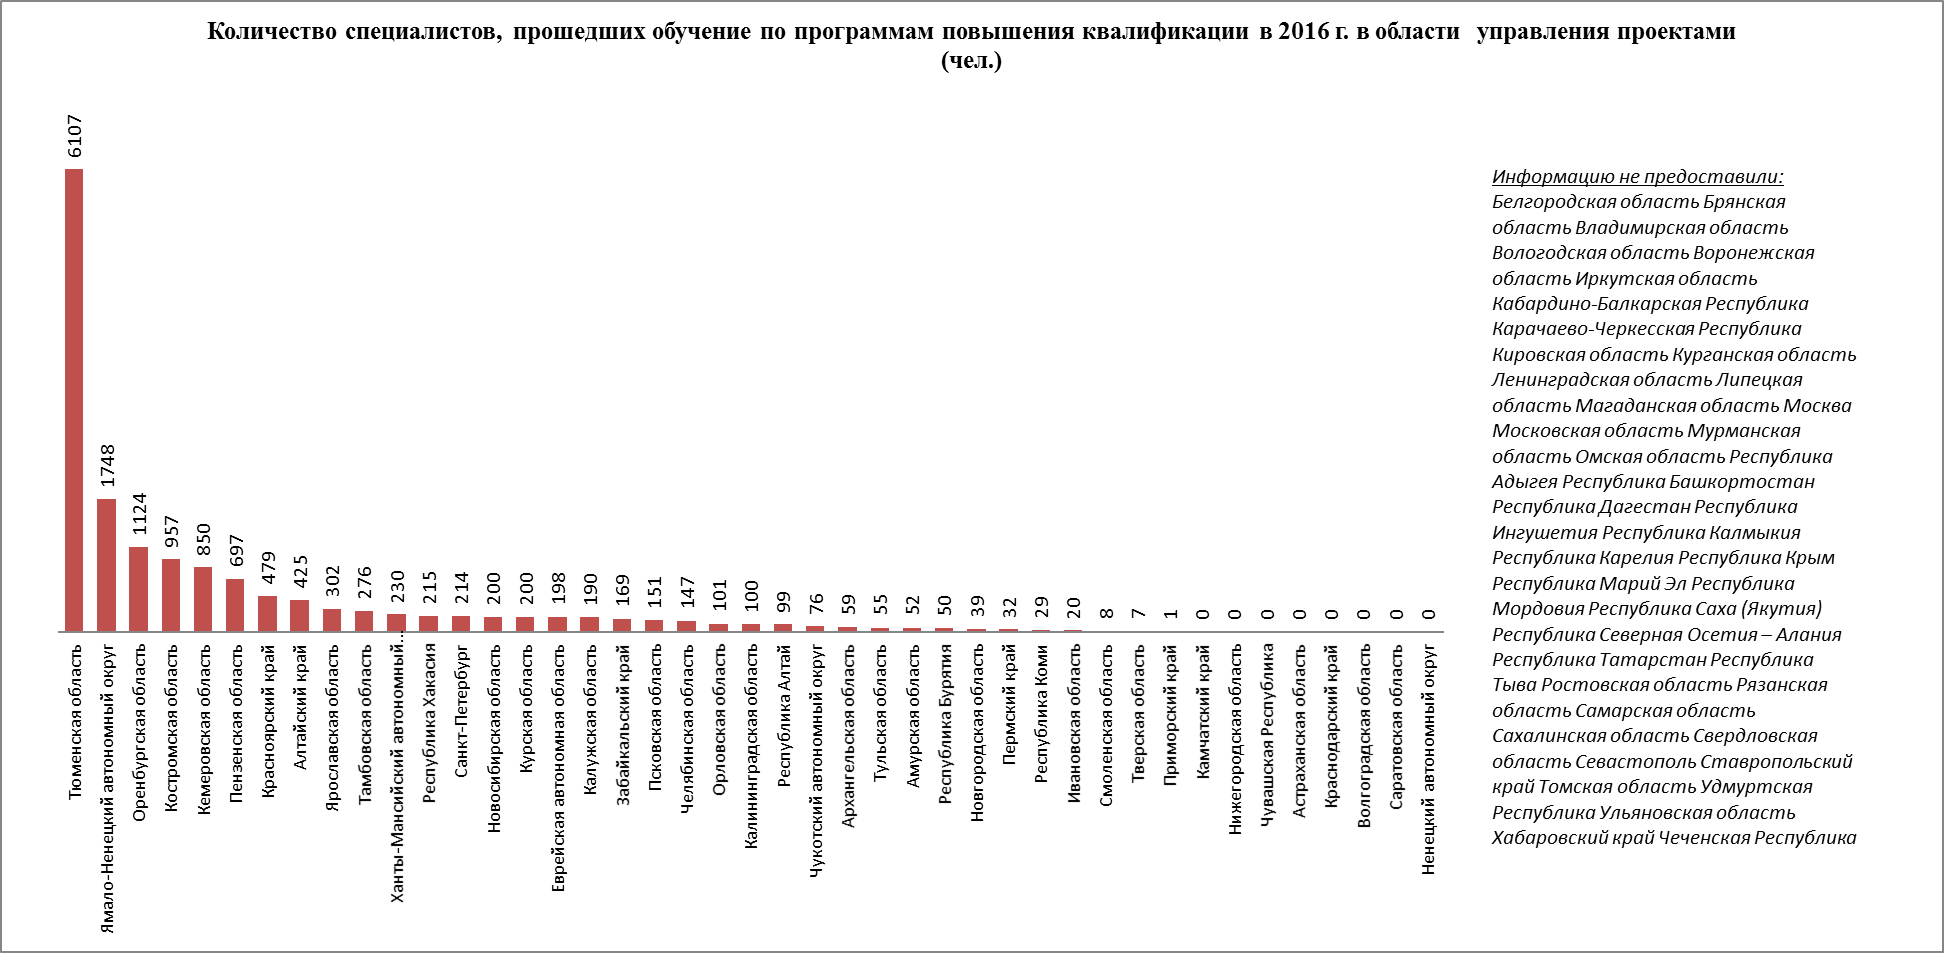 Количество специалистов, прошедших обучение по программам повышения квалификации в 2016 г. в области управления проектами
(чел.)
6107
1748
1124
957
850
697
479
425
302
276
230
215
214
200
200
198
190
169
151
147
101
100
99
76
59
55
52
50
39
32
29
20
8
7
1
0
0
0
0
0
0
0
0
Тюменская область
Ямало-Ненецкий автономный округ
Оренбургская область
Костромская область
Кемеровская область
Пензенская область
Красноярский край
Алтайский край
Ярославская область
Тамбовская область
Ханты-Мансийский автономный…
Республика Хакасия
Санкт-Петербург
Новосибирская область
Курская область
Еврейская автономная область
Калужская область
Забайкальский край
Псковская область
Челябинская область
Орловская область
Калининградская область
Республика Алтай
Чукотский автономный округ
Архангельская область
Тульская область
Амурская область
Республика Бурятия
Новгородская область
Пермский край
Республика Коми
Ивановская область
Смоленская область
Тверская область
Приморский край
Камчатский край
Нижегородская область
Чувашская Республика
Астраханская область
Краснодарский край
Волгоградская область
Саратовская область
Ненецкий автономный округ
Информацию не предоставили:
Белгородская область Брянская
область Владимирская область
Вологодская область Воронежская
область Иркутская область
Кабардино-Балкарская Республика
Карачаево-Черкесская Республика
Кировская область Курганская область
Ленинградская область Липецкая
область Магаданская область Москва
Московская область Мурманская
область Омская область Республика
Адыгея Республика Башкортостан
Республика Дагестан Республика
Ингушетия Республика Калмыкия
Республика Карелия Республика Крым
Республика Марий Эл Республика
Мордовия Республика Саха (Якутия)
Республика Северная Осетия – Алания
Республика Татарстан Республика
Тыва Ростовская область Рязанская
область Самарская область
Сахалинская область Свердловская
область Севастополь Ставропольский
край Томская область Удмуртская
Республика Ульяновская область
Хабаровский край Чеченская Республика